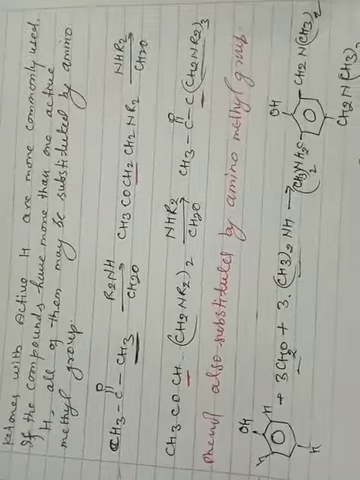 Ketones with active H are more commonly used.
If the compounds have more than one active
H, all of them may be substituted by amino
methyl group.
O
CH3-C-CH3 R2NH CH2O CH3COCH2CH2NR2 NHR2 CH2O
CH3COCH(CH2NR2)2 NHR2 CH2O CH3-C-C(CH2NR2)3
O
Phenol also substituted by amino methyl group.
OH OH
H H + 3CH2O + 3.(CH3)2NH → CH2N(CH3)2
H
CH2N(CH3)2